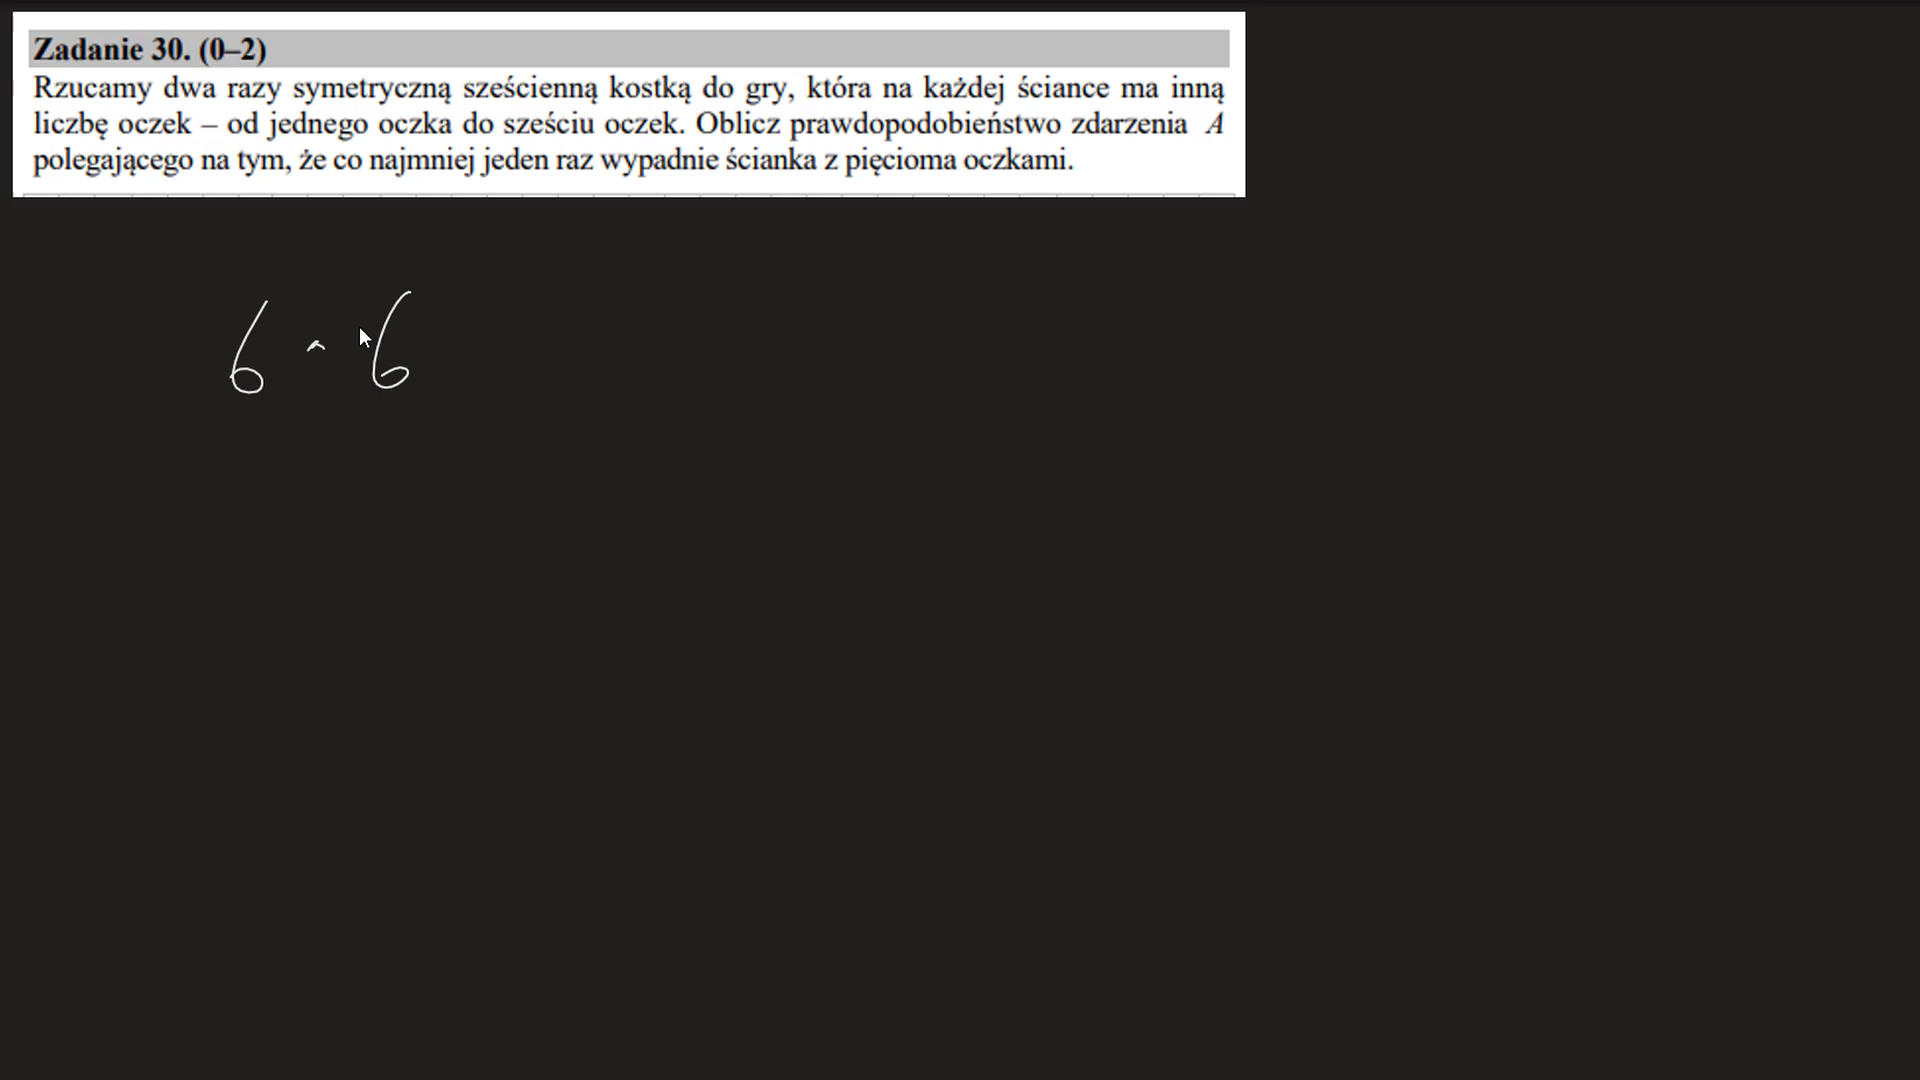 Zadanie 30. (0–2)
Rzucamy dwa razy symetryczną sześcienną kostką do gry, która na każdej ściance ma inną
liczbę oczek – od jednego oczka do sześciu oczek. Oblicz prawdopodobieństwo zdarzenia A
polegającego na tym, że co najmniej jeden raz wypadnie ścianka z pięcioma oczkami.
6 · 6